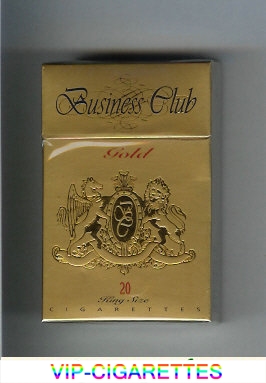 Business Club
Gold
20
King Size
CIGARETTES
VIP-CIGARETTES